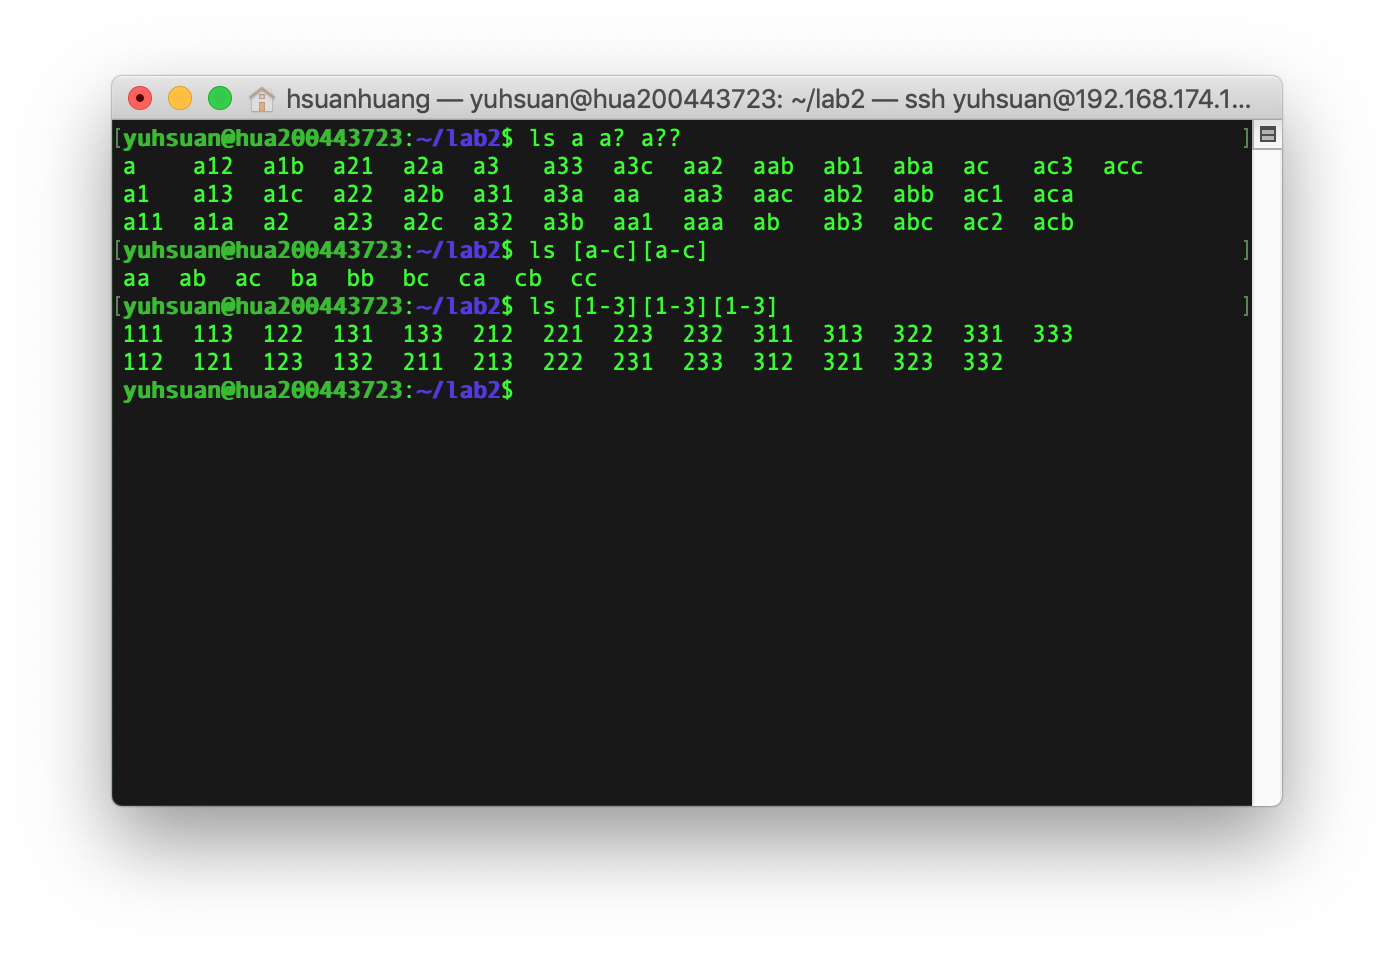 hsuanhuang — yuhsuan@hua200443723: ~/lab2 — ssh yuhsuan@192.168.174.1...
[yuhsuan@hua200443723:~/lab2$ ls a a? a?? ]
a    a12  a1b  a21  a2a  a3   a33  a3c  aa2  aab  ab1  aba  ac   ac3  acc
a1   a13  a1c  a22  a2b  a31  a3a  aa   aa3  aac  ab2  abb  ac1  aca
a11  a1a  a2   a23  a2c  a32  a3b  aa1  aaa  ab   ab3  abc  ac2  acb
[yuhsuan@hua200443723:~/lab2$ ls [a-c][a-c] ]
aa  ab  ac  ba  bb  bc  ca  cb  cc
[yuhsuan@hua200443723:~/lab2$ ls [1-3][1-3][1-3] ]
111  113  122  131  133  212  221  223  232  311  313  322  331  333
112  121  123  132  211  213  222  231  233  312  321  323  332
yuhsuan@hua200443723:~/lab2$